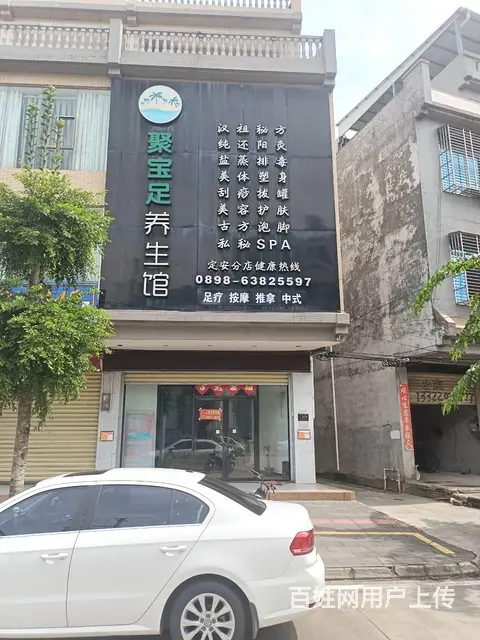 聚宝足养生馆
汉祖秘方
纯还阳灸
盐蒸排毒
美体塑身
刮痧拔罐
美容护肤
古方泡脚
私秘SPA
定安分店健康热线
0898-63825597
足疗 按摩 推拿 中式
百姓网用户上传